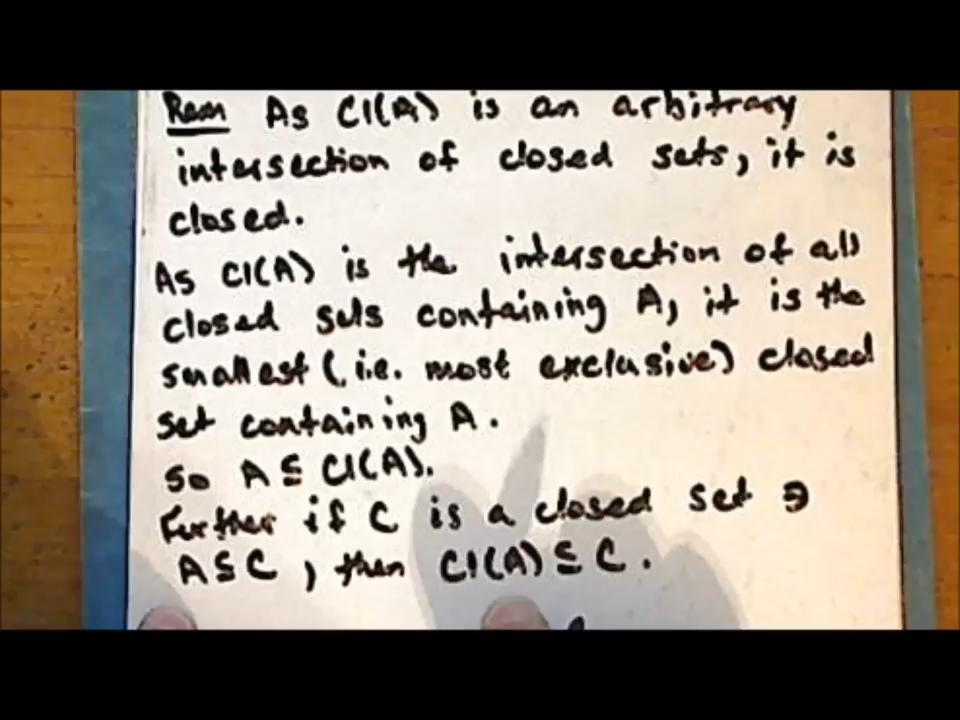 Rem As Cl(A) is an arbitrary
intersection of closed sets, it is
closed.
As Cl(A) is the intersection of all
closed sets containing A, it is the
smallest (i.e. most exclusive) closed
set containing A.
So A ⊆ Cl(A).
Further if C is a closed set ∋
A ⊆ C, then Cl(A) ⊆ C.